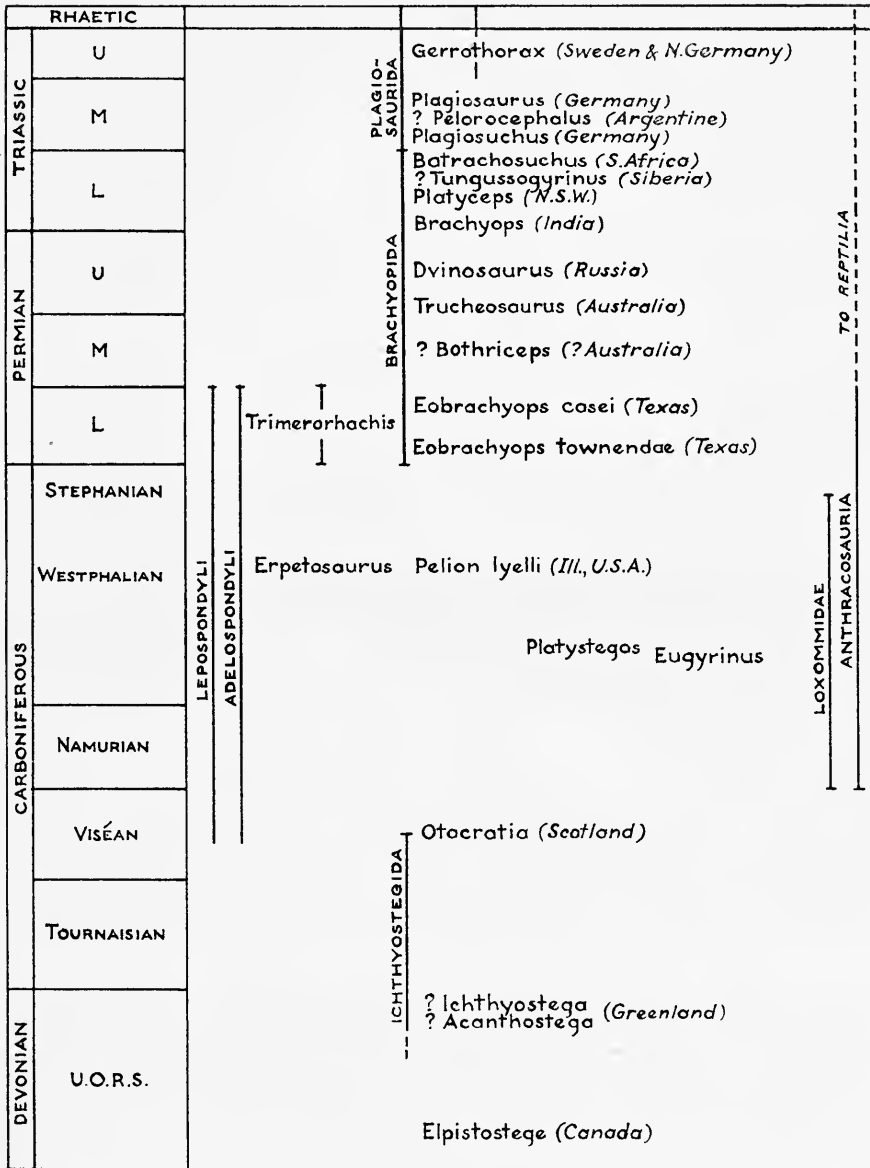 RHAETIC
TRIASSIC
U
M
L
PERMIAN
U
M
L
CARBONIFEROUS
STEPHANIAN
WESTPHALIAN
NAMURIAN
VISÉAN
TOURNAISIAN
DEVONIAN
U.O.R.S.
LEPOSPONDYLI
ADELOSPONDYLI
Trimerorhachis
Erpetosaurus
PLAGIO-
SAURIDA
BRACHYOPIDA
ICHTHYOSTEGIDA
Gerrothorax (Sweden & N.Germany)
Plagiosaurus (Germany)
? Pelorocephalus (Argentine)
Plagiosuchus (Germany)
Batrachosuchus (S.Africa)
? Tungussogyrinus (Siberia)
Platyceps (N.S.W.)
Brachyops (India)
Dvinosaurus (Russia)
Trucheosaurus (Australia)
? Bothriceps (? Australia)
Eobrachyops casei (Texas)
Eobrachyops townendae (Texas)
Pelion lyelli (Ill., U.S.A.)
Platystegos
Eugyrinus
Otocratia (Scotland)
? Ichthyostega
? Acanthostega
(Greenland)
Elpistostege (Canada)
LOXOMMIDAE
ANTHRACOSAURIA
TO REPTILIA